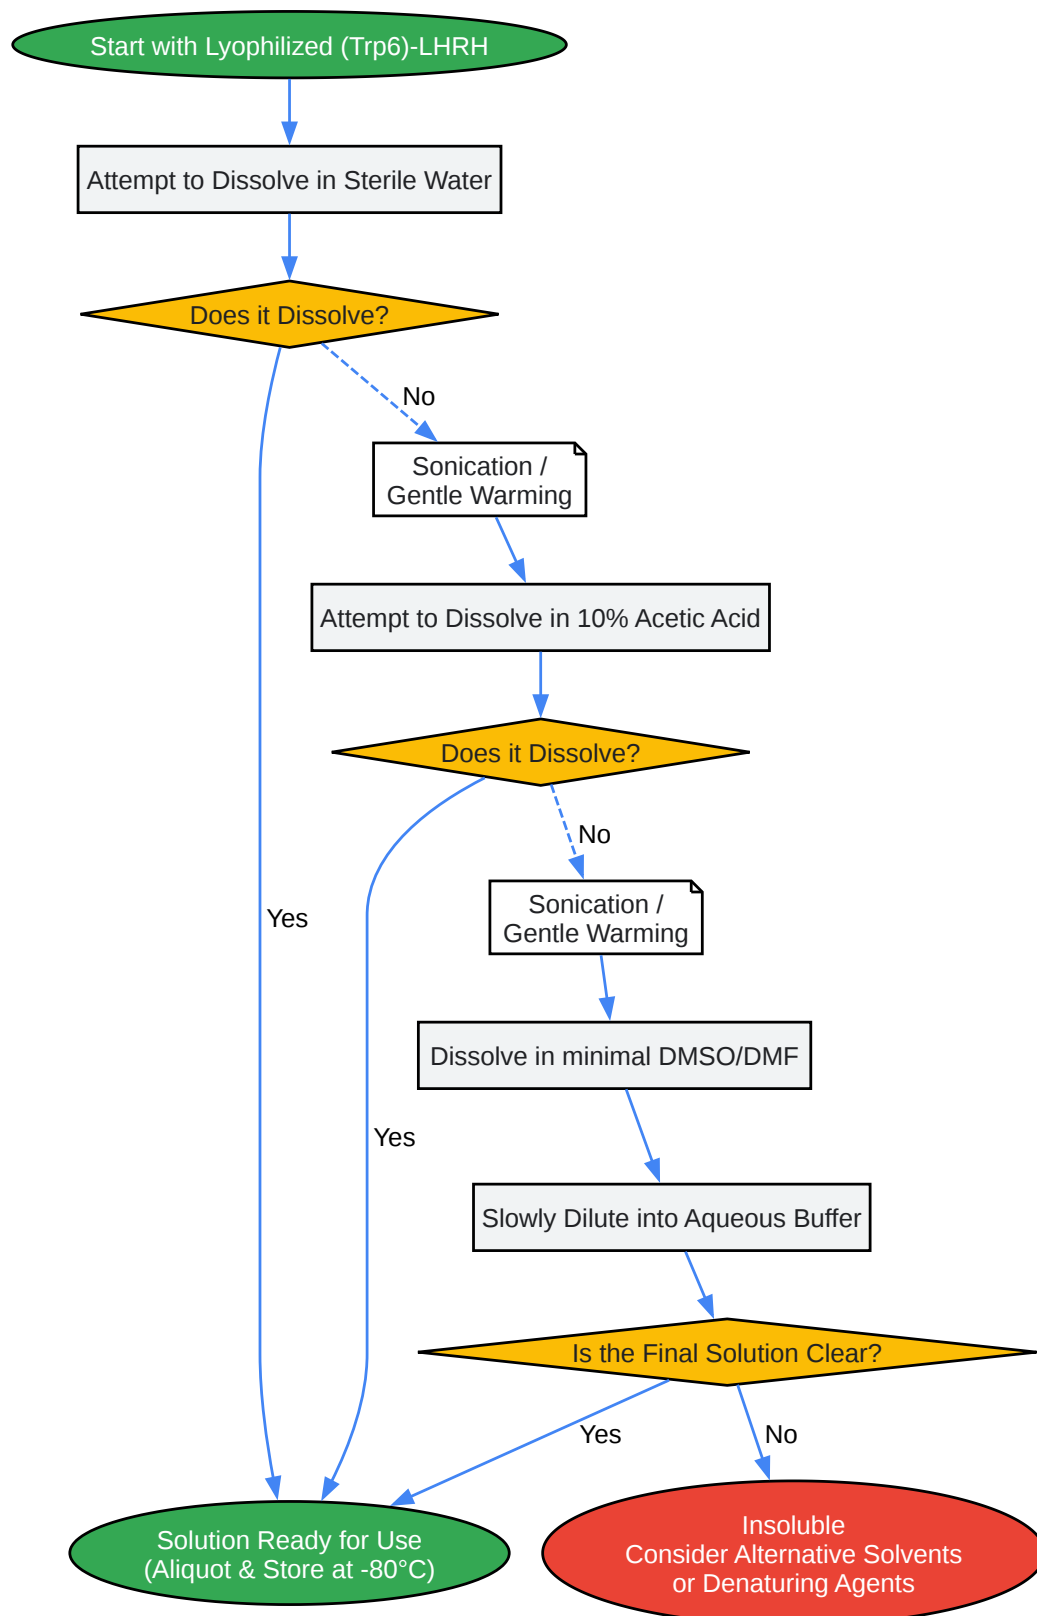 Start with Lyophilized (Trp6)-LHRH
Attempt to Dissolve in Sterile Water
Does it Dissolve?
No
Sonication /
Gentle Warming
Attempt to Dissolve in 10% Acetic Acid
Does it Dissolve?
No
Yes
Sonication /
Gentle Warming
Dissolve in minimal DMSO/DMF
Yes
Slowly Dilute into Aqueous Buffer
Is the Final Solution Clear?
Yes
No
Solution Ready for Use
(Aliquot & Store at -80°C)
Insoluble
Consider Alternative Solvents
or Denaturing Agents